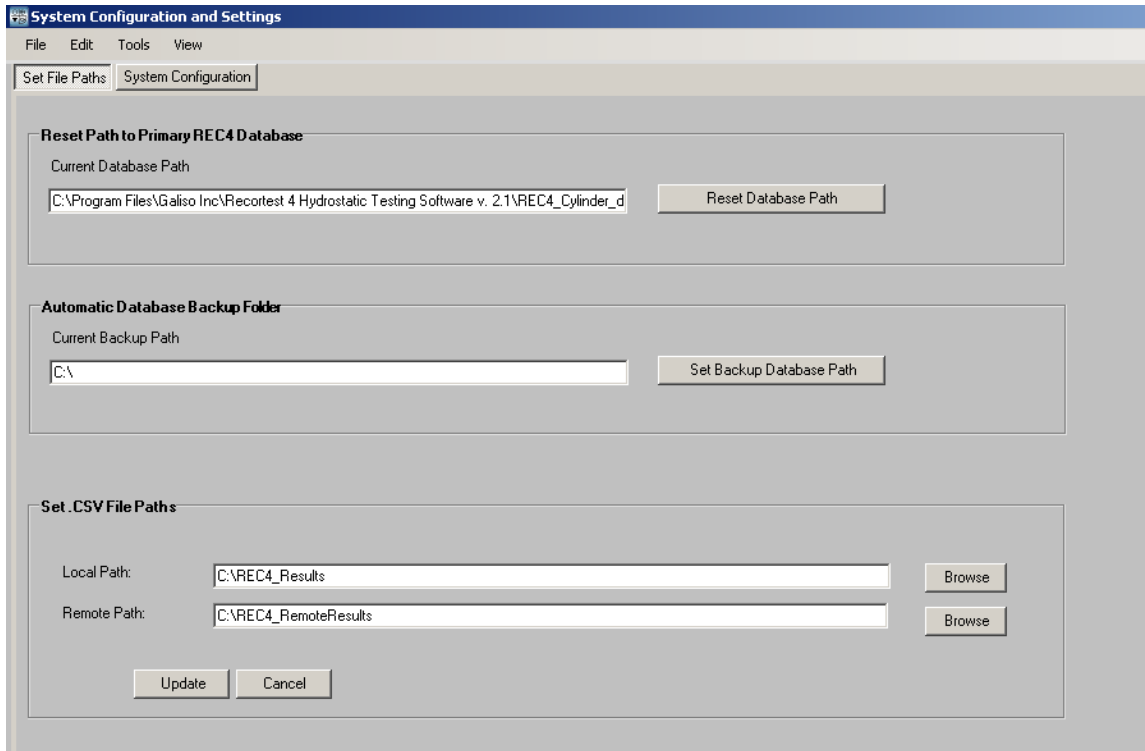 System Configuration and Settings
File Edit Tools View
Set File Paths System Configuration
Reset Path to Primary REC4 Database
Current Database Path
C:\Program Files\Galiso Inc\Recortest 4 Hydrostatic Testing Software v. 2.1\REC4_Cylinder_d Reset Database Path
Automatic Database Backup Folder
Current Backup Path
C:\ Set Backup Database Path
Set .CSV File Paths
Local Path: C:\REC4_Results Browse
Remote Path: C:\REC4_RemoteResults Browse
Update Cancel